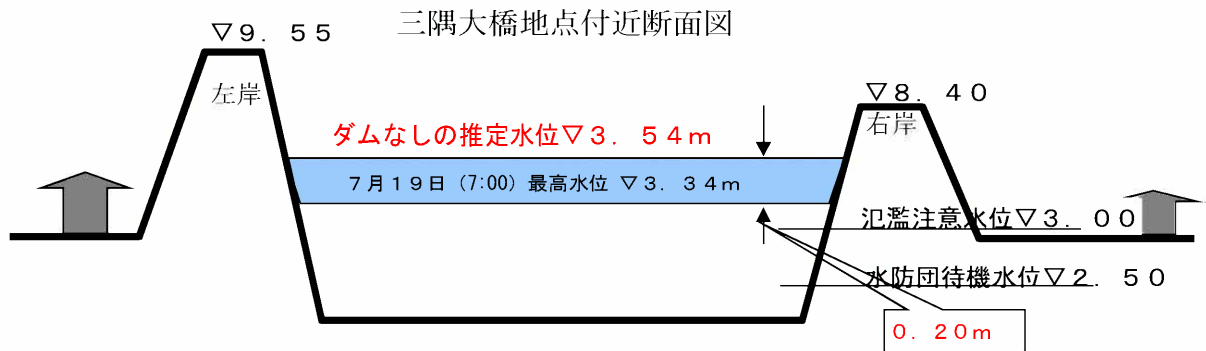 三隅大橋地点付近断面図
▽９．５５
左岸
▽８．４０
右岸
ダムなしの推定水位▽３．５４ｍ
７月１９日（7:00）最高水位 ▽３．３４ｍ
氾濫注意水位▽３．００
水防団待機水位▽２．５０
０．２０ｍ